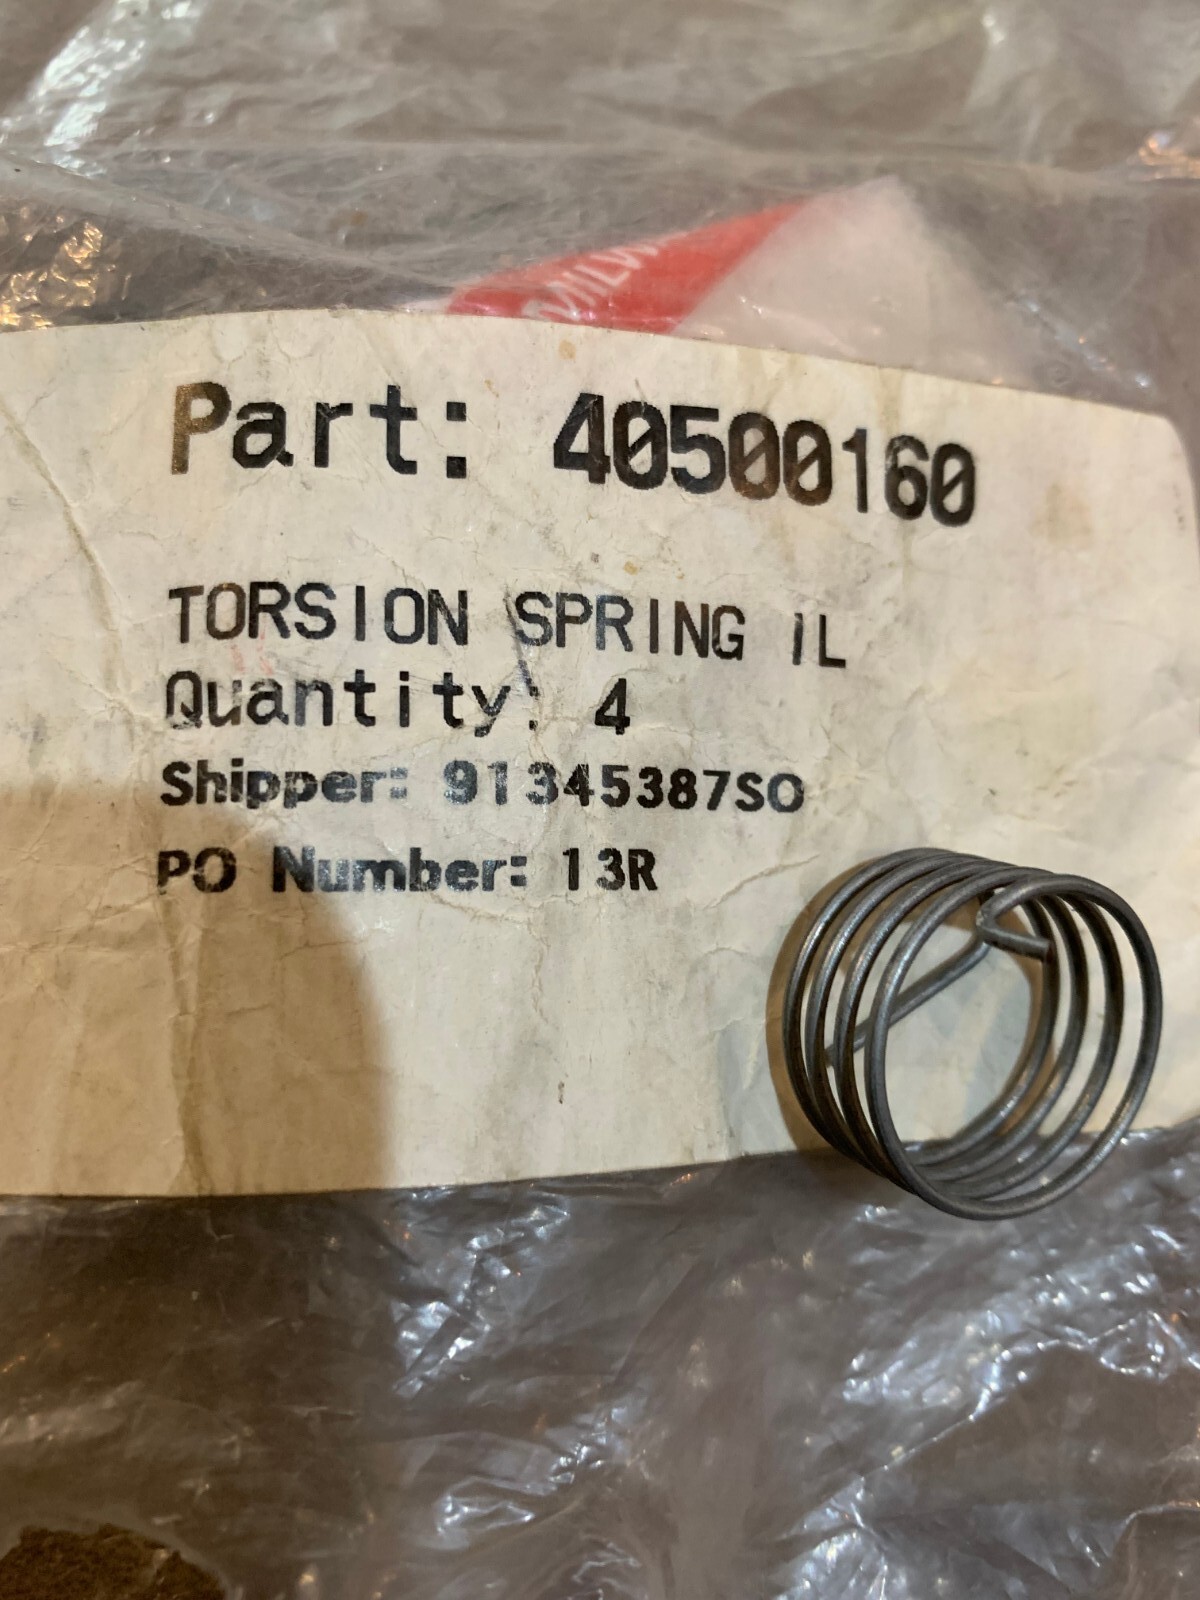 Part: 40500160
TORSION SPRING IL
Quantity: 4
Shipper: 91345387SO
PO Number: 13R